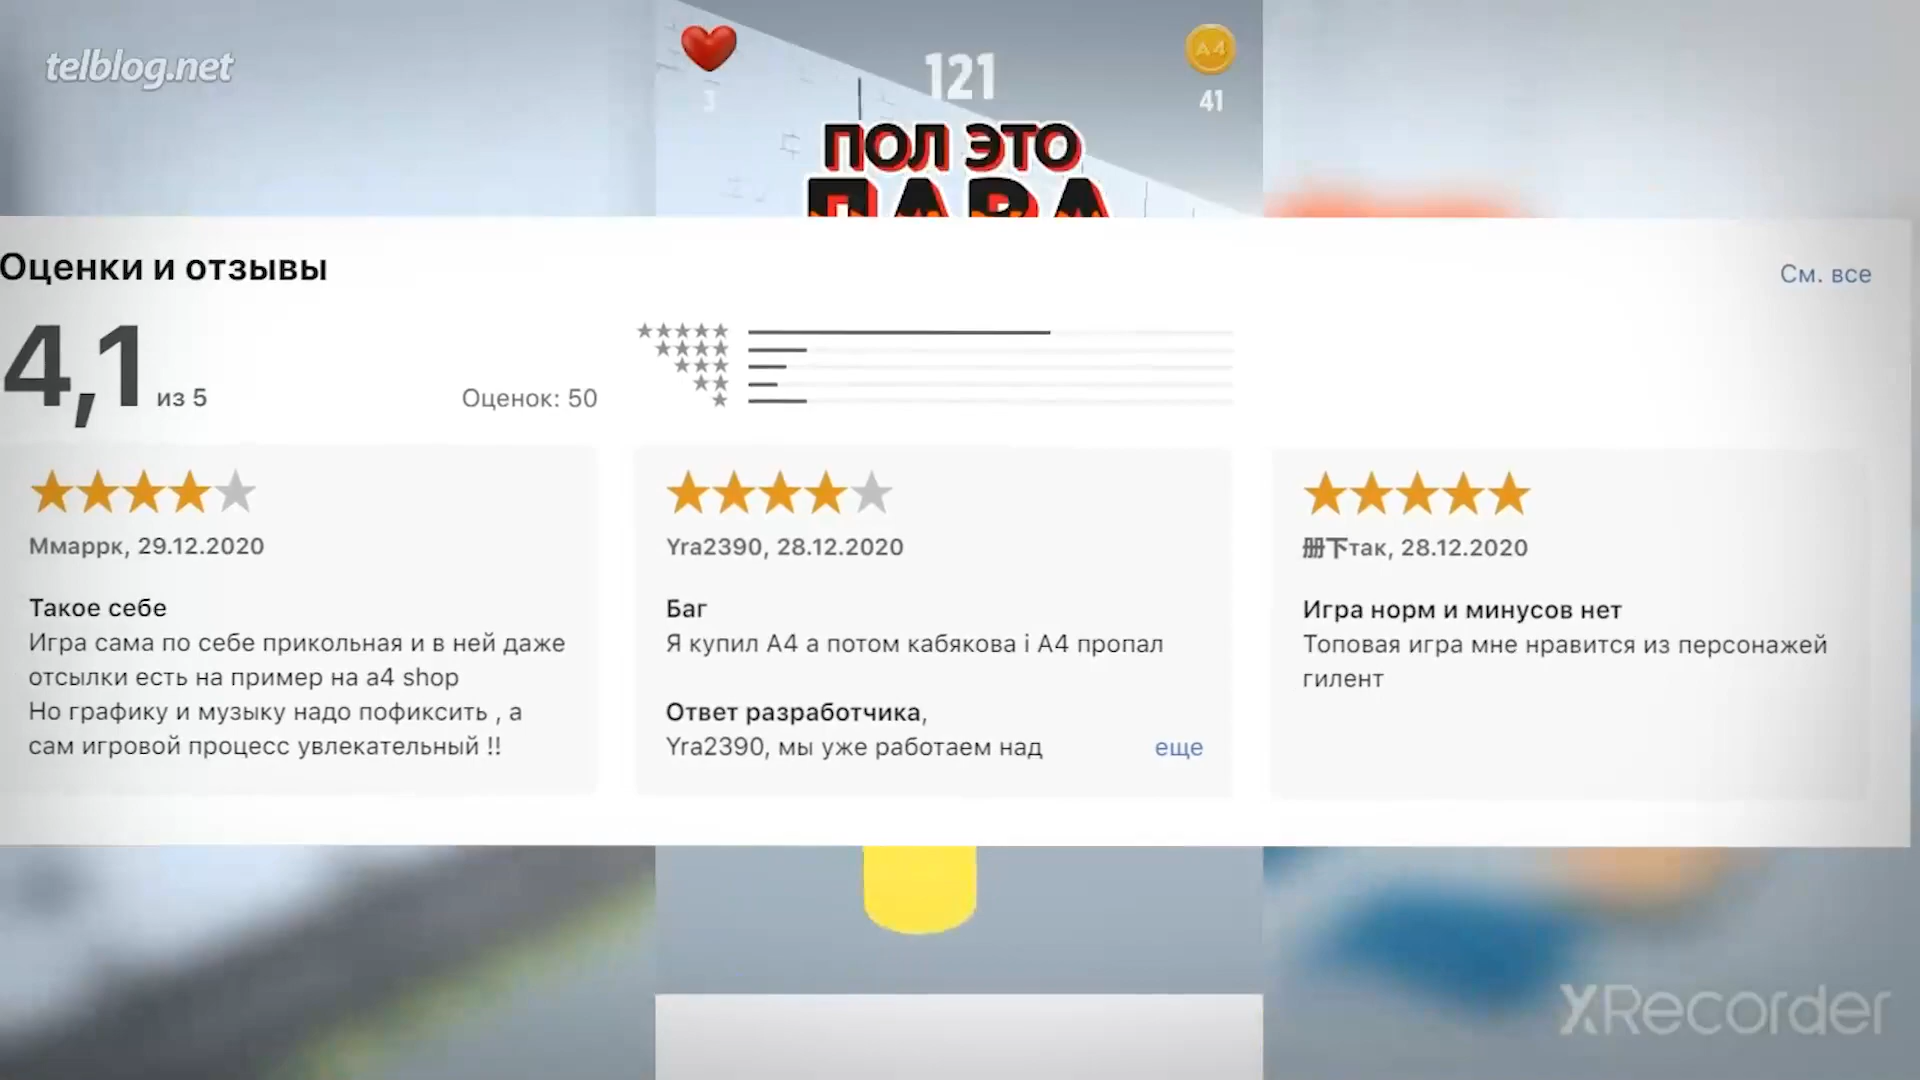 telblog.net
3
121
A4
41
ПОЛ ЭТО
ЛАВА
Оценки и отзывы
См. все
4,1 из 5
Оценок: 50
Ммаррк, 29.12.2020
Такое себе
Игра сама по себе прикольная и в ней даже
отсылки есть на пример на а4 shop
Но графику и музыку надо пофиксить , а
сам игровой процесс увлекательный !!
Yra2390, 28.12.2020
Баг
Я купил А4 а потом кабякова i А4 пропал
Ответ разработчика,
Yra2390, мы уже работаем над
еще
册下так, 28.12.2020
Игра норм и минусов нет
Топовая игра мне нравится из персонажей
гилент
XRecorder